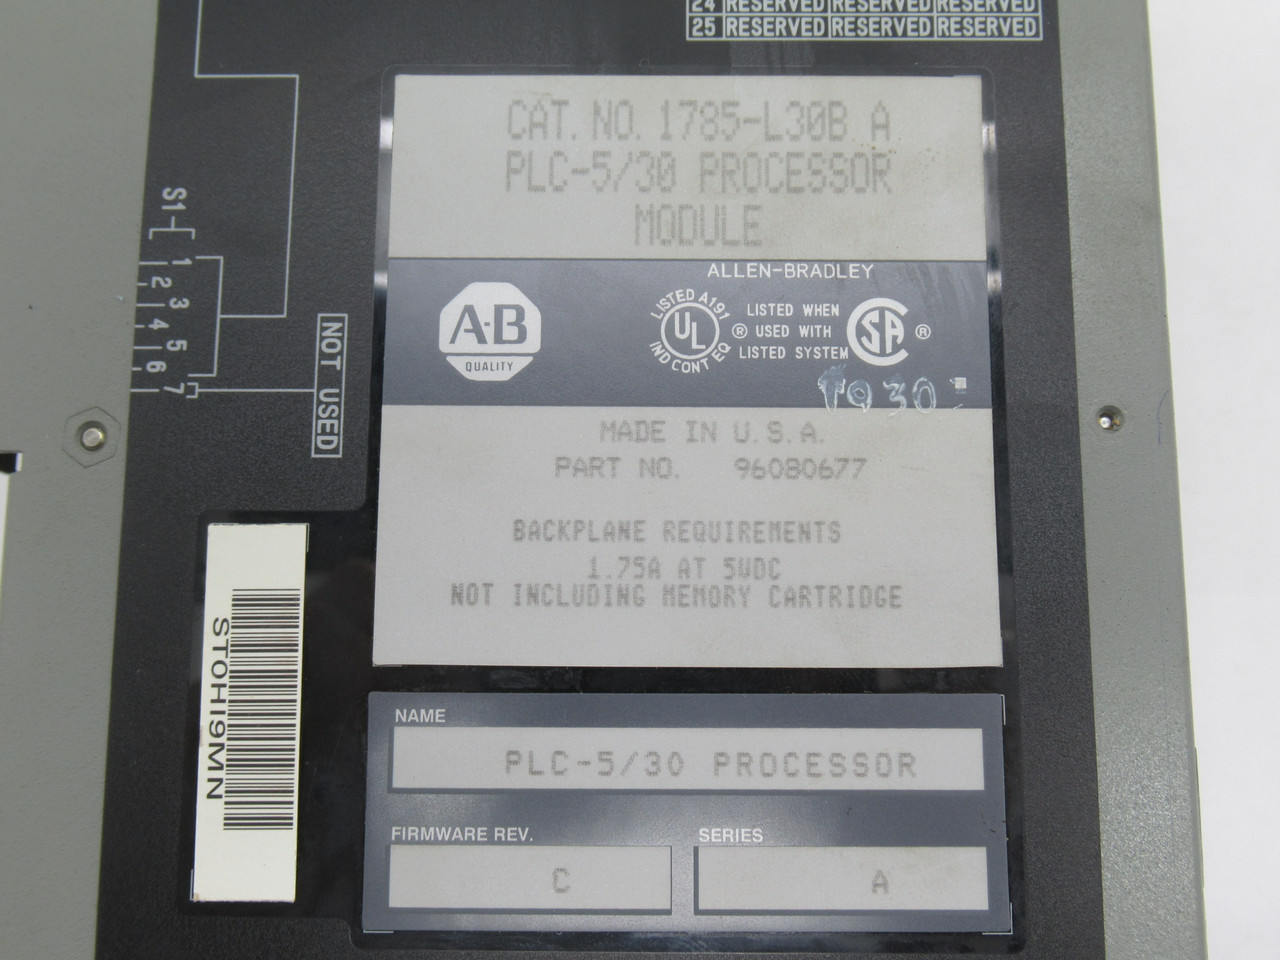 24 RESERVED RESERVED RESERVED
25 RESERVED RESERVED RESERVED
CAT. NO. 1785-L30B A
PLC-5/30 PROCESSOR
MODULE
S1
1
2
3
4
5
6
7
NOT USED
ALLEN-BRADLEY
A-B
QUALITY
LISTED A191
UL
IND CONT EQ
®
LISTED WHEN
USED WITH
LISTED SYSTEM
SA
®
TQ30
MADE IN U.S.A.
PART NO. 96080677
BACKPLANE REQUIREMENTS
1.75A AT 5VDC
NOT INCLUDING MEMORY CARTRIDGE
ST0HI9MN
NAME
PLC-5/30 PROCESSOR
FIRMWARE REV.
C
SERIES
A